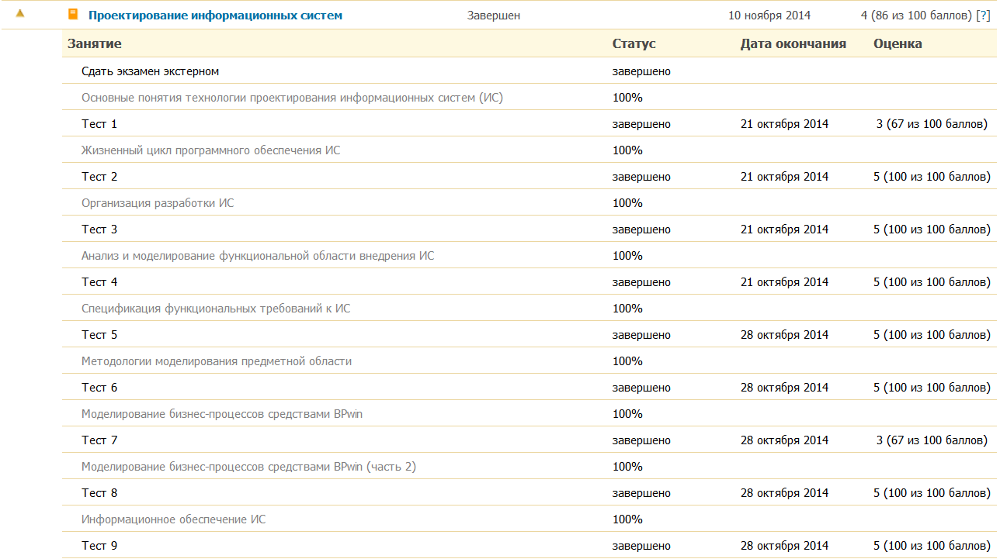 Проектирование информационных систем Завершен 10 ноября 2014 4 (86 из 100 баллов) [?]
Занятие Статус Дата окончания Оценка
Сдать экзамен экстерном завершено
Основные понятия технологии проектирования информационных систем (ИС) 100%
Тест 1 завершено 21 октября 2014 3 (67 из 100 баллов)
Жизненный цикл программного обеспечения ИС 100%
Тест 2 завершено 21 октября 2014 5 (100 из 100 баллов)
Организация разработки ИС 100%
Тест 3 завершено 21 октября 2014 5 (100 из 100 баллов)
Анализ и моделирование функциональной области внедрения ИС 100%
Тест 4 завершено 21 октября 2014 5 (100 из 100 баллов)
Спецификация функциональных требований к ИС 100%
Тест 5 завершено 28 октября 2014 5 (100 из 100 баллов)
Методологии моделирования предметной области 100%
Тест 6 завершено 28 октября 2014 5 (100 из 100 баллов)
Моделирование бизнес-процессов средствами BPwin 100%
Тест 7 завершено 28 октября 2014 3 (67 из 100 баллов)
Моделирование бизнес-процессов средствами BPwin (часть 2) 100%
Тест 8 завершено 28 октября 2014 5 (100 из 100 баллов)
Информационное обеспечение ИС 100%
Тест 9 завершено 28 октября 2014 5 (100 из 100 баллов)